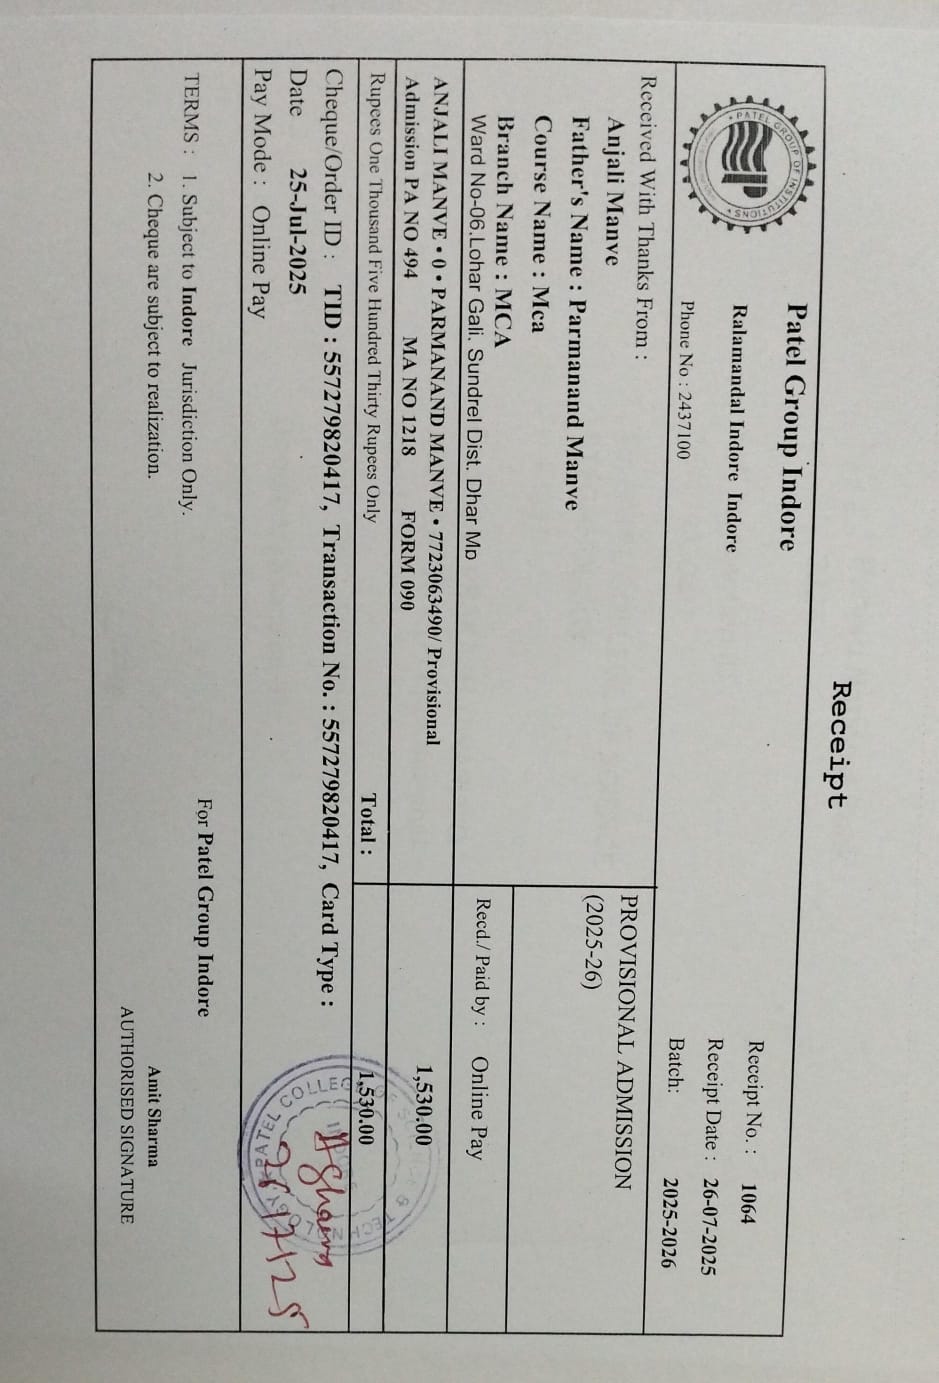 Receipt
Patel Group Indore
Ralamandal Indore Indore
Phone No : 2437100
Receipt No. : 1064
Receipt Date : 26-07-2025
Batch: 2025-2026
PATEL GROUP OF INSTITUTIONS
Received With Thanks From :
Anjali Manve
Father's Name : Parmanand Manve
Course Name : Mca
Branch Name : MCA
Ward No-06.Lohar Gali. Sundrel Dist. Dhar Mp
PROVISIONAL ADMISSION
(2025-26)
Recd./ Paid by : Online Pay
ANJALI MANVE • 0 • PARMANAND MANVE • 7723063490/ Provisional
Admission PA NO 494 MA NO 1218 FORM 090
1,530.00
Rupees One Thousand Five Hundred Thirty Rupees Only Total : 1,530.00
Cheque/Order ID : TID : 557279820417, Transaction No. : 557279820417, Card Type :
Date 25-Jul-2025
Pay Mode : Online Pay
PATEL COLLEGE OF
TERMS : 1. Subject to Indore Jurisdiction Only.
2. Cheque are subject to realization.
For Patel Group Indore
Amit Sharma
AUTHORISED SIGNATURE